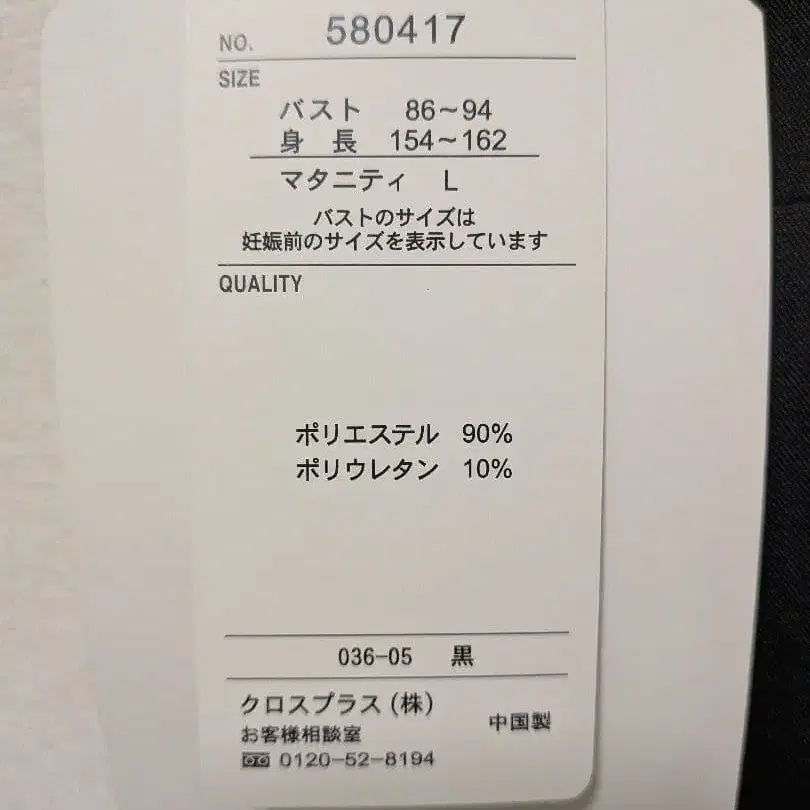 NO. 580417
SIZE
バスト 86~94
身長 154~162
マタニティ L
バストのサイズは
妊娠前のサイズを表示しています
QUALITY
ポリエステル 90%
ポリウレタン 10%
036-05 黒
クロスプラス(株)
お客様相談室
中国製
0120-52-8194